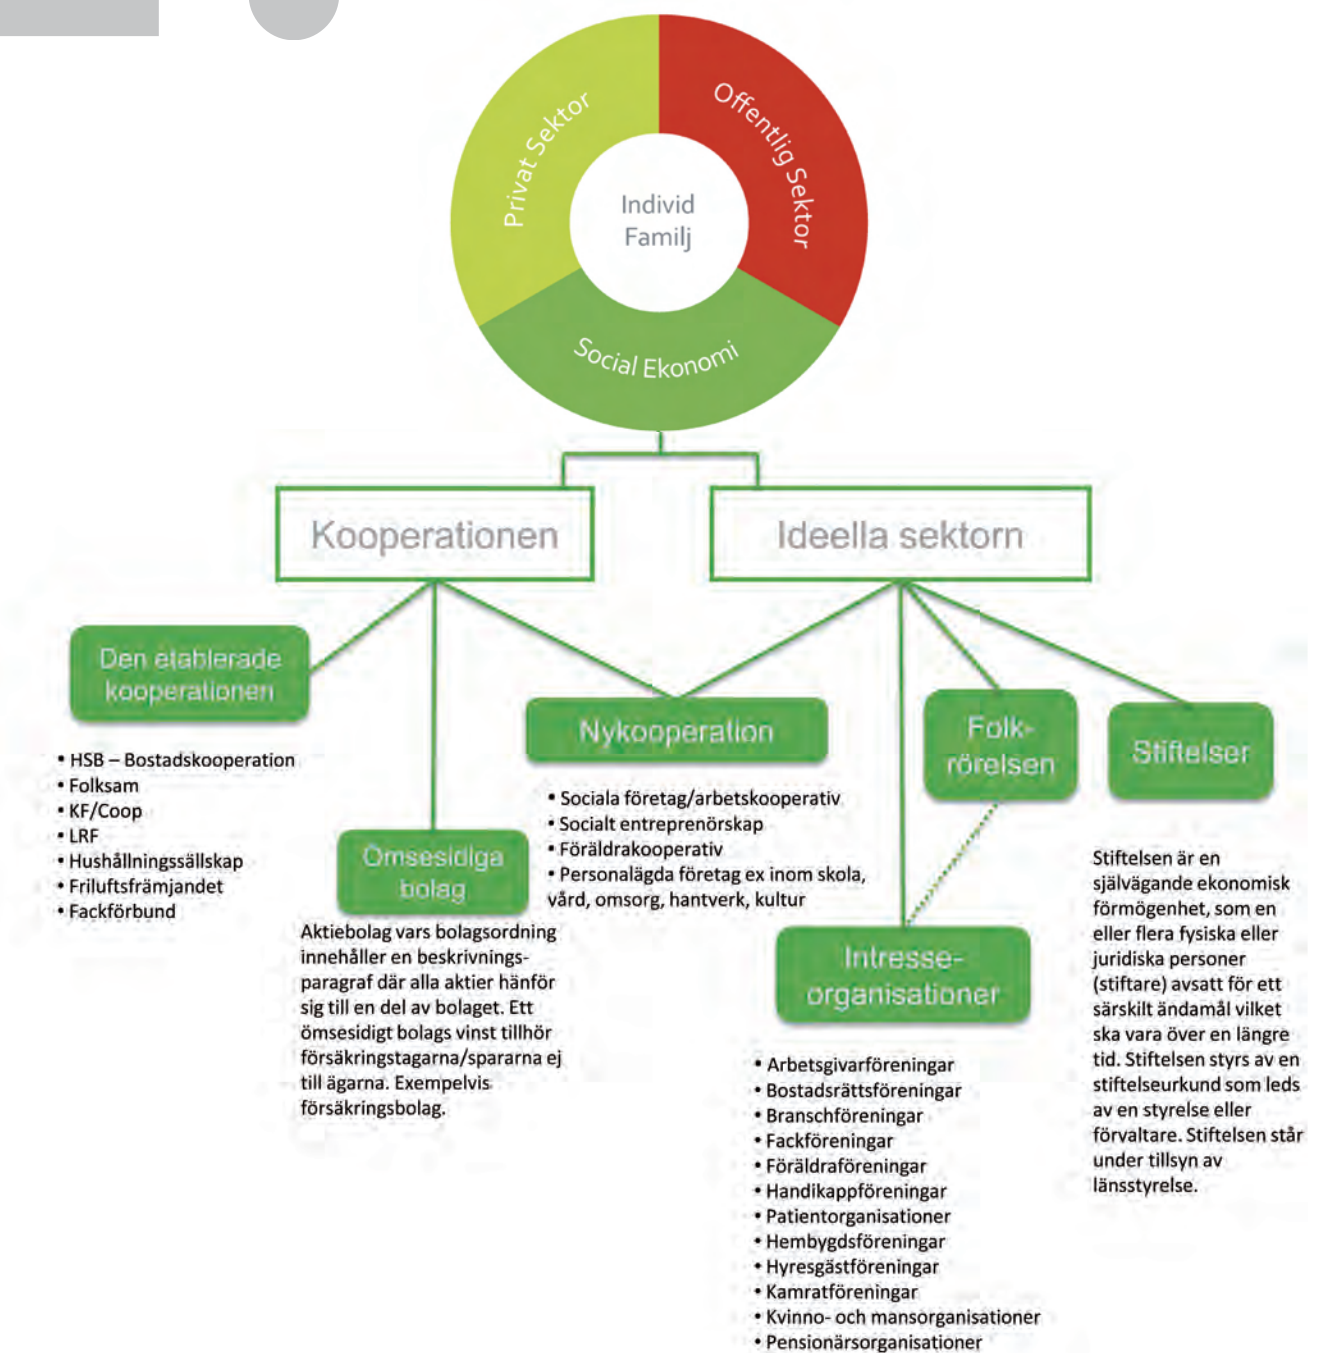 Privat Sektor
Offentlig Sektor
Individ
Familj
Social Ekonomi
Kooperationen
Ideella sektorn
Den etablerade
kooperationen
• HSB – Bostadskooperation
• Folksam
• KF/Coop
• LRF
• Hushållningssällskap
• Friluftsfrämjandet
• Fackförbund
Ömsesidiga
bolag
Aktiebolag vars bolagsordning
innehåller en beskrivnings-
paragraf där alla aktier hänför
sig till en del av bolaget. Ett
ömsesidigt bolags vinst tillhör
försäkringstagarna/spararna ej
till ägarna. Exempelvis
försäkringsbolag.
Nykooperation
• Sociala företag/arbetskooperativ
• Socialt entreprenörskap
• Föräldrakooperativ
• Personalägda företag ex inom skola,
vård, omsorg, hantverk, kultur
Folk-
rörelsen
Intresse-
organisationer
• Arbetsgivarföreningar
• Bostadsrättsföreningar
• Branschföreningar
• Fackföreningar
• Föräldraföreningar
• Handikappföreningar
• Patientorganisationer
• Hembygdsföreningar
• Hyresgästföreningar
• Kamratföreningar
• Kvinno- och mansorganisationer
• Pensionärsorganisationer
Stiftelser
Stiftelsen är en
självägande ekonomisk
förmögenhet, som en
eller flera fysiska eller
juridiska personer
(stiftare) avsatt för ett
särskilt ändamål vilket
ska vara över en längre
tid. Stiftelsen styrs av en
stiftelseurkund som leds
av en styrelse eller
förvaltare. Stiftelsen står
under tillsyn av
länsstyrelse.